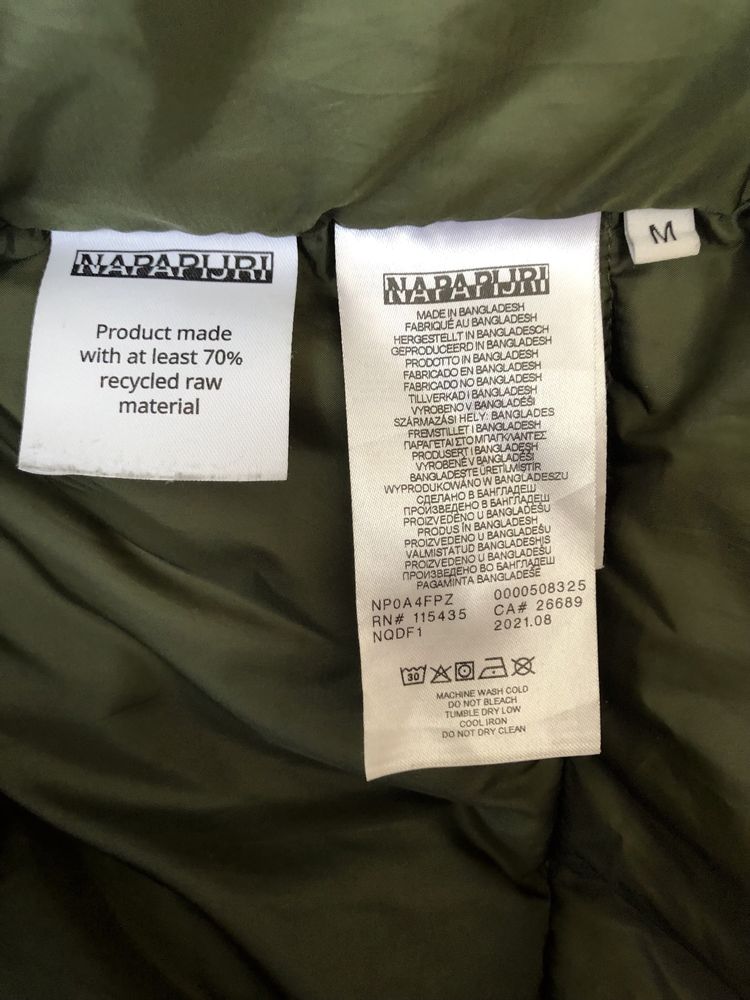 NAPAPIJRI
Product made
with at least 70%
recycled raw
material
NAPAPIJRI
MADE IN BANGLADESH
FABRIQUÉ AU BANGLADESH
HERGESTELLT IN BANGLADESCH
GEPRODUCEERD IN BANGLADESH
PRODOTTO IN BANGLADESH
FABRICADO EN BANGLADESH
FABRICADO NO BANGLADESH
TILLVERKAD I BANGLADESH
VYROBENO V BANGLADÉŠI
SZÁRMAZÁSI HELY: BANGLADES
FREMSTILLET I BANGLADESH
ΠΑΡΑΓΕΤΑΙ ΣΤΟ ΜΠΑΓΚΛΑΝΤΕΣ
PRODUSERT I BANGLADESH
VYROBENÉ V BANGLADÉŠI
BANGLADEŞTE ÜRETİLMİŞTİR
WYPRODUKOWANO W BANGLADESZU
СДЕЛАНО В БАНГЛАДЕШ
ПРОИЗВЕДЕНО В БАНГЛАДЕШ
PROIZVEDENO U BANGLADEŠU
PRODUS ÎN BANGLADESH
PROIZVEDENO U BANGLADEŠU
VALMISTATUD BANGLADESHIS
PROIZVEDENO U BANGLADEŠU
ПРОИЗВЕДЕНО ВО БАНГЛАДЕШ
PAGAMINTA BANGLADEŠE
NP0A4FPZ 0000508325
RN# 115435 CA# 26689
NQDF1 2021.08
30
MACHINE WASH COLD
DO NOT BLEACH
TUMBLE DRY LOW
COOL IRON
DO NOT DRY CLEAN
M